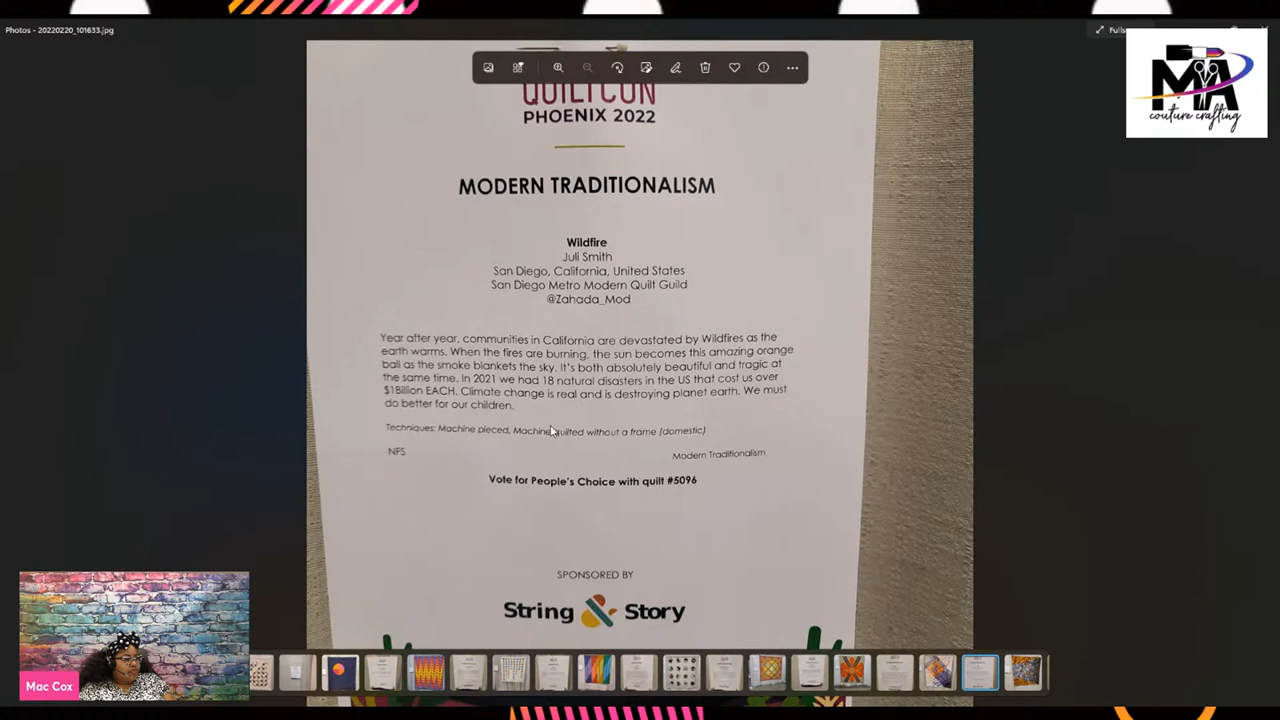 Photos - 20220220_101633.jpg
Fulls
MA
couture crafting
QUILTCON
PHOENIX 2022
MODERN TRADITIONALISM
Wildfire
Juli Smith
San Diego, California, United States
San Diego Metro Modern Quilt Guild
@Zahada_Mod
Year after year, communities in California are devastated by Wildfires as the
earth warms. When the fires are burning, the sun becomes this amazing orange
ball as the smoke blankets the sky. It's both absolutely beautiful and tragic at
the same time. In 2021 we had 18 natural disasters in the US that cost us over
$1Billion EACH. Climate change is real and is destroying planet earth. We must
do better for our children.
Techniques: Machine pieced, Machine quilted without a frame (domestic)
NFS
Modern Traditionalism
Vote for People's Choice with quilt #5096
SPONSORED BY
String & Story
Mac Cox